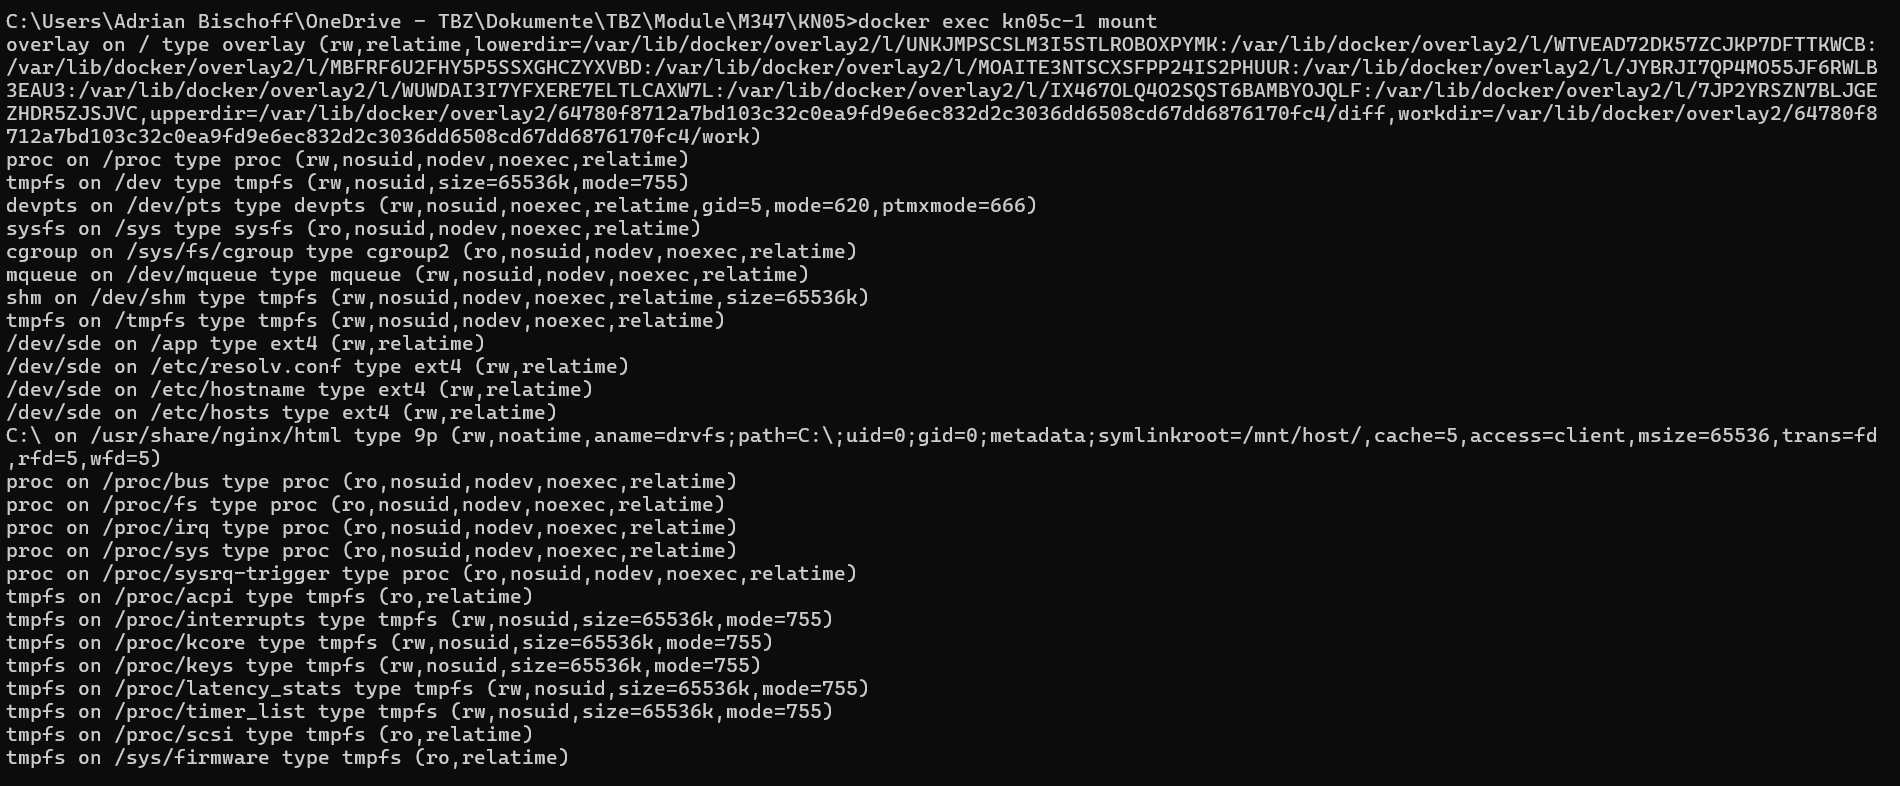 C:\Users\Adrian Bischoff\OneDrive - TBZ\Dokumente\TBZ\Module\M347\KN05>docker exec kn05c-1 mount
overlay on / type overlay (rw,relatime,lowerdir=/var/lib/docker/overlay2/l/UNKJMPSCSLM3I5STLROBOXPYMK:/var/lib/docker/overlay2/l/WTVEAD72DK57ZCJKP7DFTTKWCB:
/var/lib/docker/overlay2/l/MBFRF6U2FHY5P5SSXGHCZYXVBD:/var/lib/docker/overlay2/l/MOAITE3NTSCXSFPP24IS2PHUUR:/var/lib/docker/overlay2/l/JYBRJI7QP4MO55JF6RWLB
3EAU3:/var/lib/docker/overlay2/l/WUWDAI3I7YFXERE7ELTLCAXW7L:/var/lib/docker/overlay2/l/IX467OLQ4O2SQST6BAMBYOJQLF:/var/lib/docker/overlay2/l/7JP2YRSZN7BLJGE
ZHDR5ZJSJVC,upperdir=/var/lib/docker/overlay2/64780f8712a7bd103c32c0ea9fd9e6ec832d2c3036dd6508cd67dd6876170fc4/diff,workdir=/var/lib/docker/overlay2/64780f8
712a7bd103c32c0ea9fd9e6ec832d2c3036dd6508cd67dd6876170fc4/work)
proc on /proc type proc (rw,nosuid,nodev,noexec,relatime)
tmpfs on /dev type tmpfs (rw,nosuid,size=65536k,mode=755)
devpts on /dev/pts type devpts (rw,nosuid,noexec,relatime,gid=5,mode=620,ptmxmode=666)
sysfs on /sys type sysfs (ro,nosuid,nodev,noexec,relatime)
cgroup on /sys/fs/cgroup type cgroup2 (ro,nosuid,nodev,noexec,relatime)
mqueue on /dev/mqueue type mqueue (rw,nosuid,nodev,noexec,relatime)
shm on /dev/shm type tmpfs (rw,nosuid,nodev,noexec,relatime,size=65536k)
tmpfs on /tmpfs type tmpfs (rw,nosuid,nodev,noexec,relatime)
/dev/sde on /app type ext4 (rw,relatime)
/dev/sde on /etc/resolv.conf type ext4 (rw,relatime)
/dev/sde on /etc/hostname type ext4 (rw,relatime)
/dev/sde on /etc/hosts type ext4 (rw,relatime)
C:\ on /usr/share/nginx/html type 9p (rw,noatime,aname=drvfs;path=C:\;uid=0;gid=0;metadata;symlinkroot=/mnt/host/,cache=5,access=client,msize=65536,trans=fd
,rfd=5,wfd=5)
proc on /proc/bus type proc (ro,nosuid,nodev,noexec,relatime)
proc on /proc/fs type proc (ro,nosuid,nodev,noexec,relatime)
proc on /proc/irq type proc (ro,nosuid,nodev,noexec,relatime)
proc on /proc/sys type proc (ro,nosuid,nodev,noexec,relatime)
proc on /proc/sysrq-trigger type proc (ro,nosuid,nodev,noexec,relatime)
tmpfs on /proc/acpi type tmpfs (ro,relatime)
tmpfs on /proc/interrupts type tmpfs (rw,nosuid,size=65536k,mode=755)
tmpfs on /proc/kcore type tmpfs (rw,nosuid,size=65536k,mode=755)
tmpfs on /proc/keys type tmpfs (rw,nosuid,size=65536k,mode=755)
tmpfs on /proc/latency_stats type tmpfs (rw,nosuid,size=65536k,mode=755)
tmpfs on /proc/timer_list type tmpfs (rw,nosuid,size=65536k,mode=755)
tmpfs on /proc/scsi type tmpfs (ro,relatime)
tmpfs on /sys/firmware type tmpfs (ro,relatime)